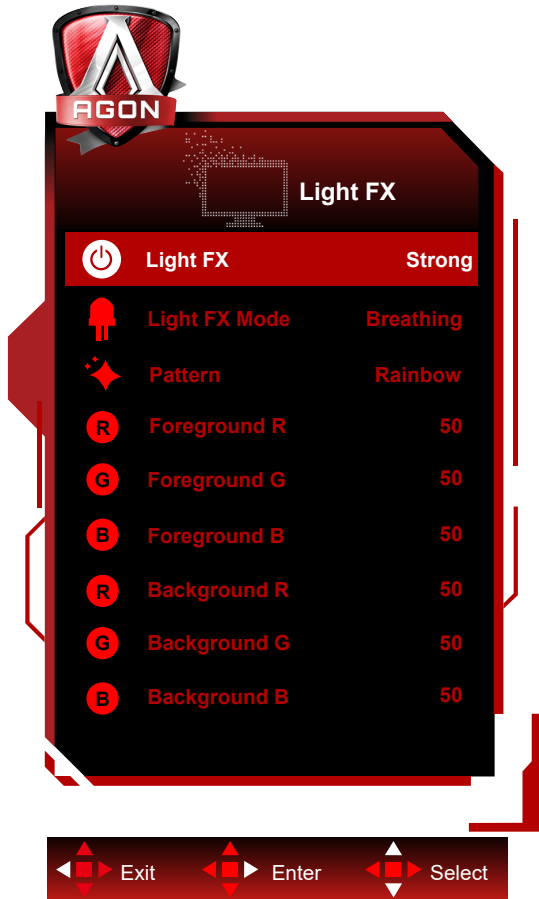 AGON
Light FX
Light FX Strong
Light FX Mode Breathing
Pattern Rainbow
R Foreground R 50
G Foreground G 50
B Foreground B 50
R Background R 50
G Background G 50
B Background B 50
Exit Enter Select